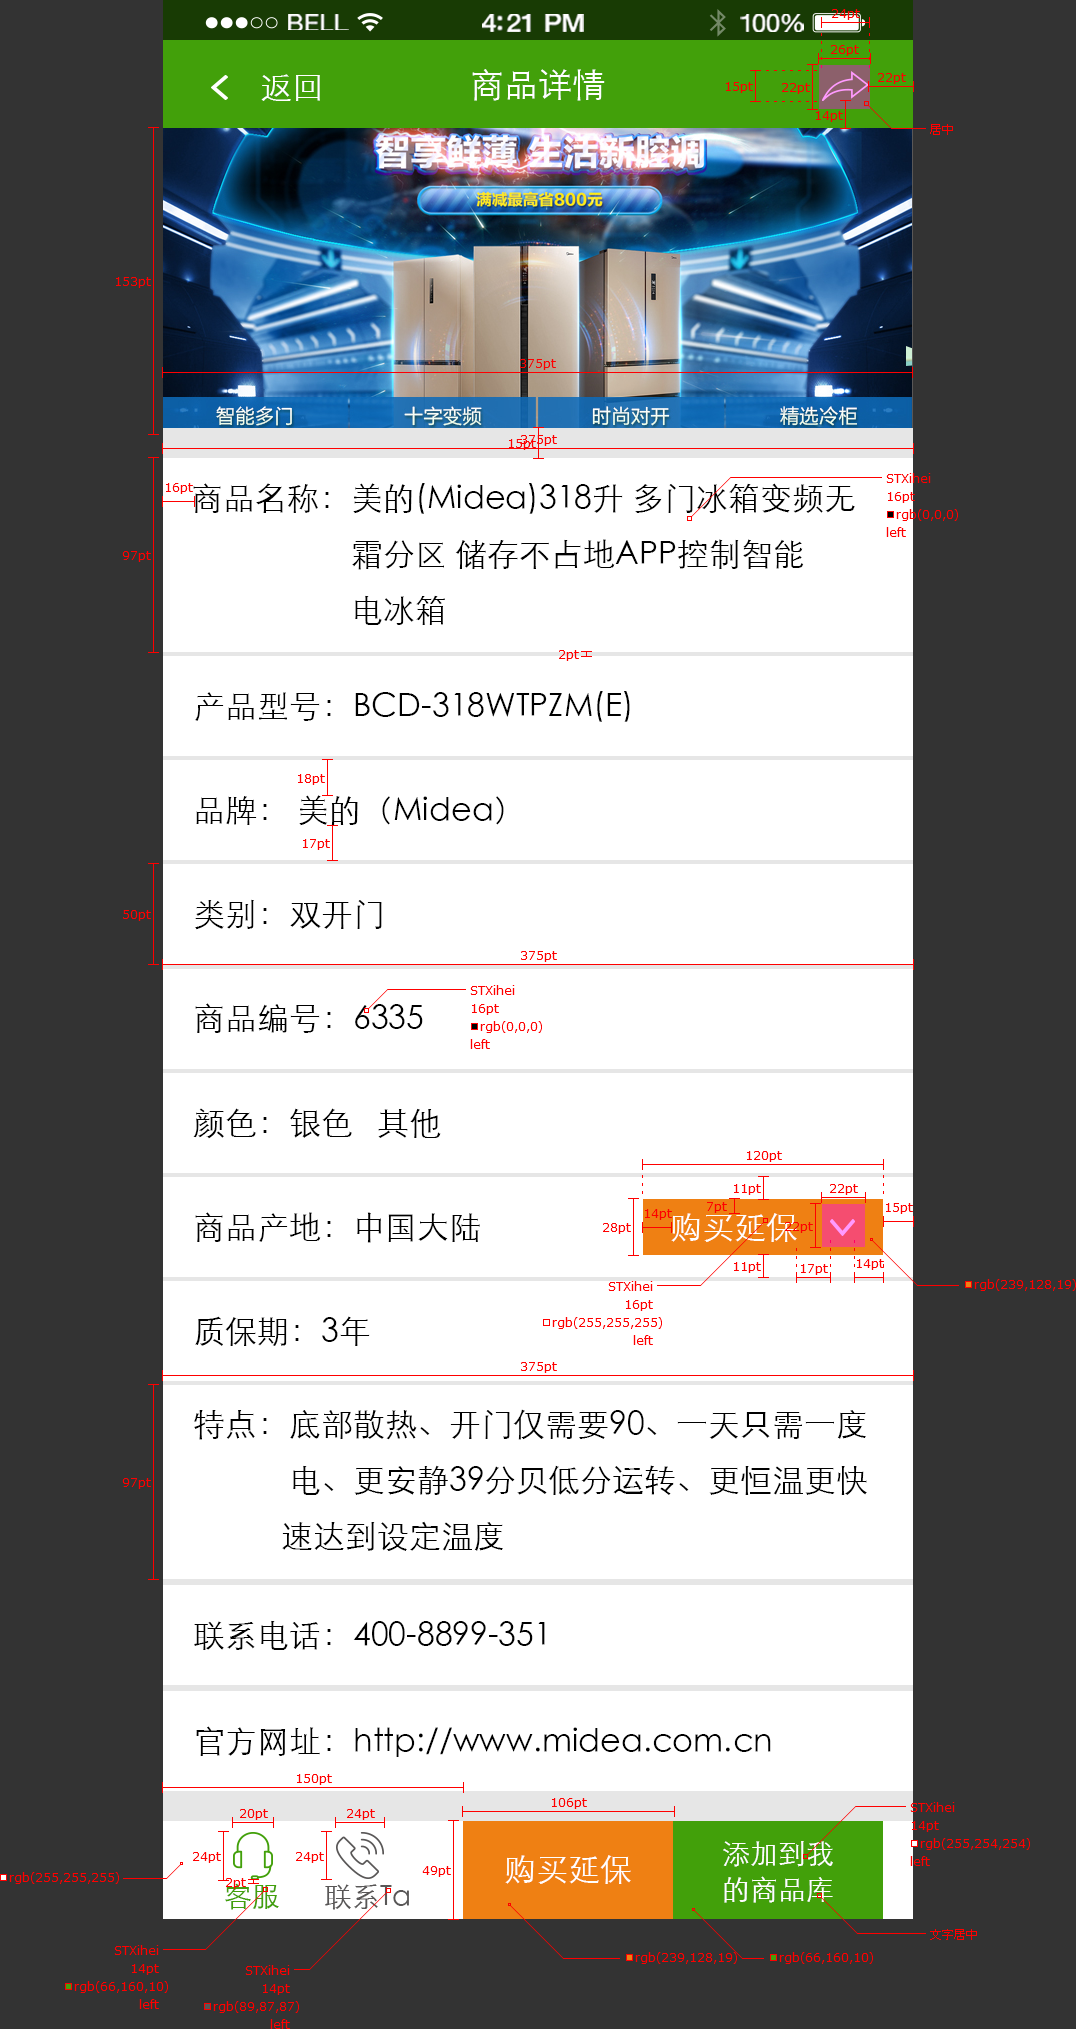 BELL 4:21 PM 100%
24pt
26pt
返回 商品详情
15pt 22pt 22pt
14pt
居中
智享鲜薄 生活新腔调
满减最高省800元
153pt
375pt
智能多门 十字变频 时尚对开 精选冷柜
375pt
15pt
16pt
商品名称：美的(Midea)318升 多门冰箱变频无
霜分区 储存不占地APP控制智能
电冰箱
STXihei
16pt
rgb(0,0,0)
left
97pt
2pt
产品型号：BCD-318WTPZM(E)
18pt
品牌： 美的（Midea）
17pt
50pt
类别：双开门
375pt
商品编号：6335
STXihei
16pt
rgb(0,0,0)
left
颜色：银色 其他
120pt
11pt 22pt
7pt
14pt 15pt
商品产地：中国大陆
28pt 购买延保 22pt
11pt 17pt 14pt
rgb(239,128,19)
STXihei
16pt
rgb(255,255,255)
left
质保期：3年
375pt
特点：底部散热、开门仅需要90、一天只需一度
电、更安静39分贝低分运转、更恒温更快
速达到设定温度
97pt
联系电话：400-8899-351
官方网址：http://www.midea.com.cn
150pt
106pt
20pt 24pt
24pt 24pt 49pt
2pt
客服 联系Ta 购买延保
添加到我
的商品库
STXihei
14pt
rgb(255,254,254)
left
rgb(255,255,255)
文字居中
STXihei
14pt
rgb(66,160,10)
left
STXihei
14pt
rgb(89,87,87)
left
rgb(239,128,19)
rgb(66,160,10)